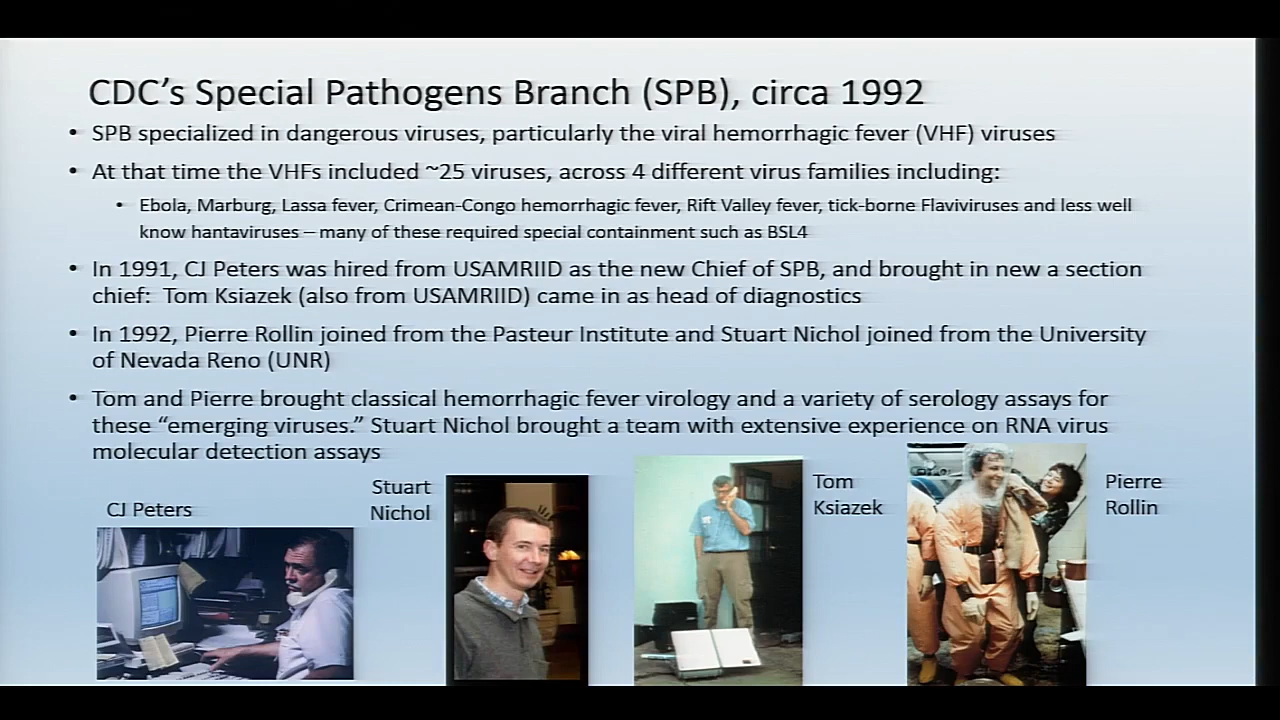 CDC's Special Pathogens Branch (SPB), circa 1992
• SPB specialized in dangerous viruses, particularly the viral hemorrhagic fever (VHF) viruses
• At that time the VHFs included ~25 viruses, across 4 different virus families including:
• Ebola, Marburg, Lassa fever, Crimean-Congo hemorrhagic fever, Rift Valley fever, tick-borne Flaviviruses and less well
know hantaviruses – many of these required special containment such as BSL4
• In 1991, CJ Peters was hired from USAMRIID as the new Chief of SPB, and brought in new a section
chief: Tom Ksiazek (also from USAMRIID) came in as head of diagnostics
• In 1992, Pierre Rollin joined from the Pasteur Institute and Stuart Nichol joined from the University
of Nevada Reno (UNR)
• Tom and Pierre brought classical hemorrhagic fever virology and a variety of serology assays for
these “emerging viruses.” Stuart Nichol brought a team with extensive experience on RNA virus
molecular detection assays
CJ Peters
Stuart
Nichol
Tom
Ksiazek
Pierre
Rollin